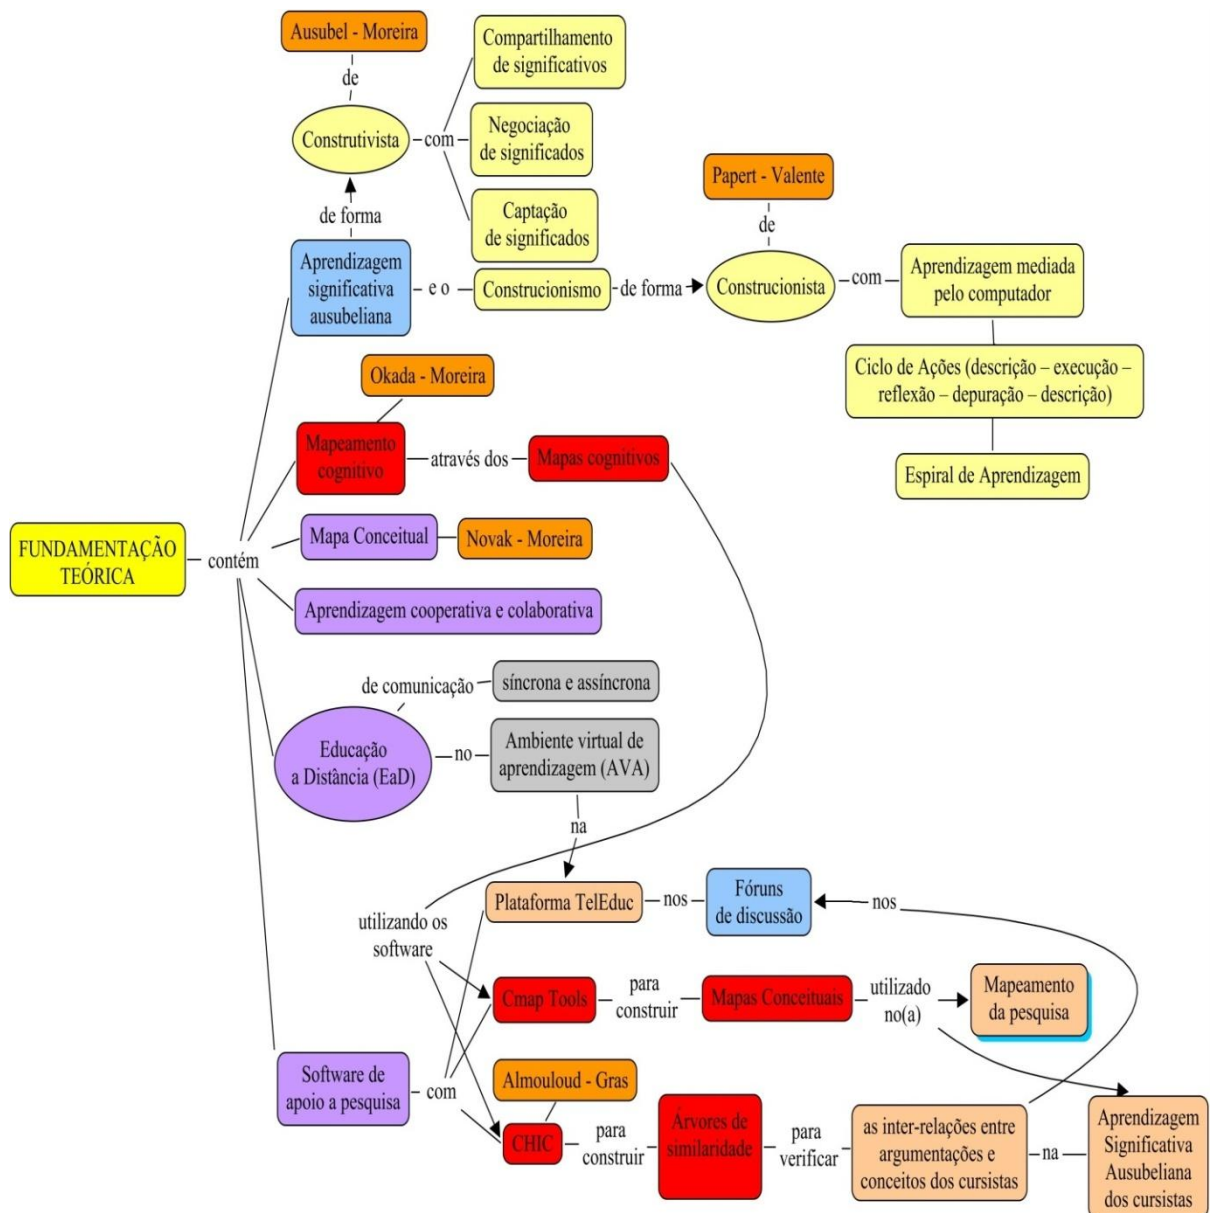 Ausubel - Moreira
de
Construtivista
com
Compartilhamento
de significativos
Negociação
de significados
Captação
de significados
de forma
Aprendizagem
significativa
ausubeliana
e o
Construcionismo
de forma
Papert - Valente
de
Construcionista
com
Aprendizagem mediada
pelo computador
Ciclo de Ações (descrição – execução –
reflexão – depuração – descrição)
Espiral de Aprendizagem
Okada - Moreira
Mapeamento
cognitivo
através dos
Mapas cognitivos
FUNDAMENTAÇÃO
TEÓRICA
contém
Mapa Conceitual
Novak - Moreira
Aprendizagem cooperativa e colaborativa
de comunicação
síncrona e assíncrona
Educação
a Distância (EaD)
no
Ambiente virtual de
aprendizagem (AVA)
na
Plataforma TelEduc
nos
Fóruns
de discussão
nos
utilizando os
software
Cmap Tools
para
construir
Mapas Conceituais
utilizado
no(a)
Mapeamento
da pesquisa
Software de
apoio a pesquisa
com
Almouloud - Gras
CHIC
para
construir
Árvores de
similaridade
para
verificar
as inter-relações entre
argumentações e
conceitos dos cursistas
na
Aprendizagem
Significativa
Ausubeliana
dos cursistas